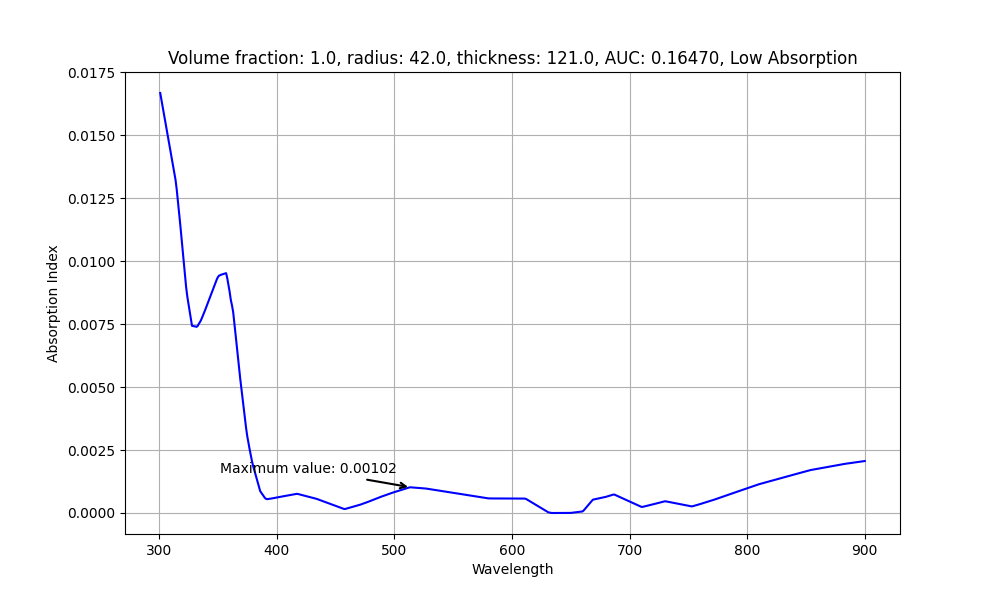 Volume fraction: 1.0, radius: 42.0, thickness: 121.0, AUC: 0.16470, Low Absorption
0.0175
0.0150
0.0125
0.0100
0.0075
0.0050
0.0025
0.0000
Absorption Index
Maximum value: 0.00102
300 400 500 600 700 800 900
Wavelength